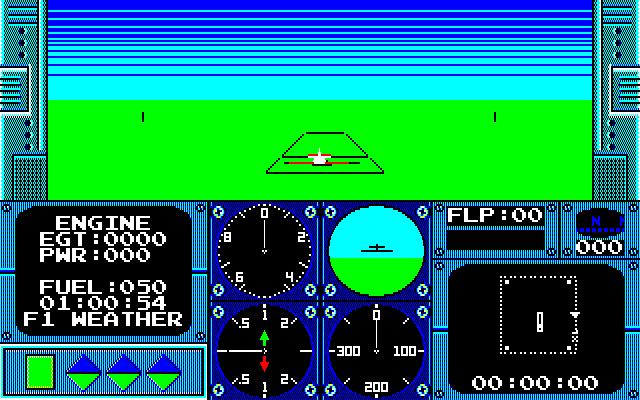 ENGINE
EGT:0000
PWR:000
FUEL:050
01:00:54
F1 WEATHER
0
8 2
6 4
FLP:00
N
000
1
.5 2
.5 2
1
0
300 100
200
00:00:00